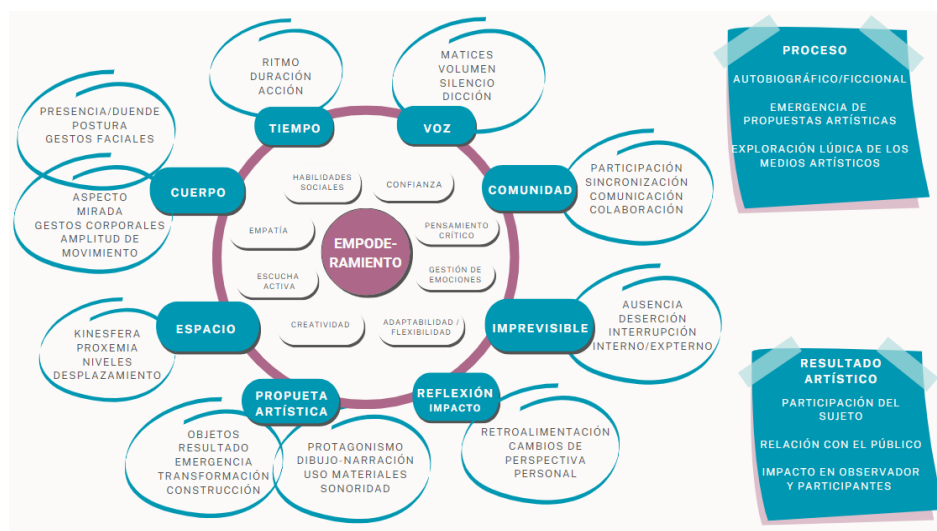 RITMO
DURACIÓN
ACCIÓN
TIEMPO
MATICES
VOLUMEN
SILENCIO
DICCIÓN
VOZ
PRESENCIA/DUENDE
POSTURA
GESTOS FACIALES
ASPECTO
MIRADA
GESTOS CORPORALES
AMPLITUD DE
MOVIMIENTO
CUERPO
PARTICIPACIÓN
SINCRONIZACIÓN
COMUNICACIÓN
COLABORACIÓN
COMUNIDAD
HABILIDADES
SOCIALES
CONFIANZA
EMPATÍA
PENSAMIENTO
CRÍTICO
EMPODE-
RAMIENTO
ESCUCHA
ACTIVA
GESTIÓN DE
EMOCIONES
CREATIVIDAD
ADAPTABILIDAD /
FLEXIBILIDAD
ESPACIO
KINESFERA
PROXEMIA
NIVELES
DESPLAZAMIENTO
IMPREVISIBLE
AUSENCIA
DESERCIÓN
INTERRUPCIÓN
INTERNO/EXPTERNO
PROPUETA
ARTÍSTICA
OBJETOS
RESULTADO
EMERGENCIA
TRANSFORMACIÓN
CONSTRUCCIÓN
PROTAGONISMO
DIBUJO-NARRACIÓN
USO MATERIALES
SONORIDAD
REFLEXIÓN
IMPACTO
RETROALIMENTACIÓN
CAMBIOS DE
PERSPECTIVA
PERSONAL
PROCESO
AUTOBIOGRÁFICO/FICCIONAL
EMERGENCIA DE
PROPUESTAS ARTÍSTICAS
EXPLORACIÓN LÚDICA DE LOS
MEDIOS ARTÍSTICOS
RESULTADO
ARTÍSTICO
PARTICIPACIÓN DEL
SUJETO
RELACIÓN CON EL PÚBLICO
IMPACTO EN OBSERVADOR
Y PARTICIPANTES